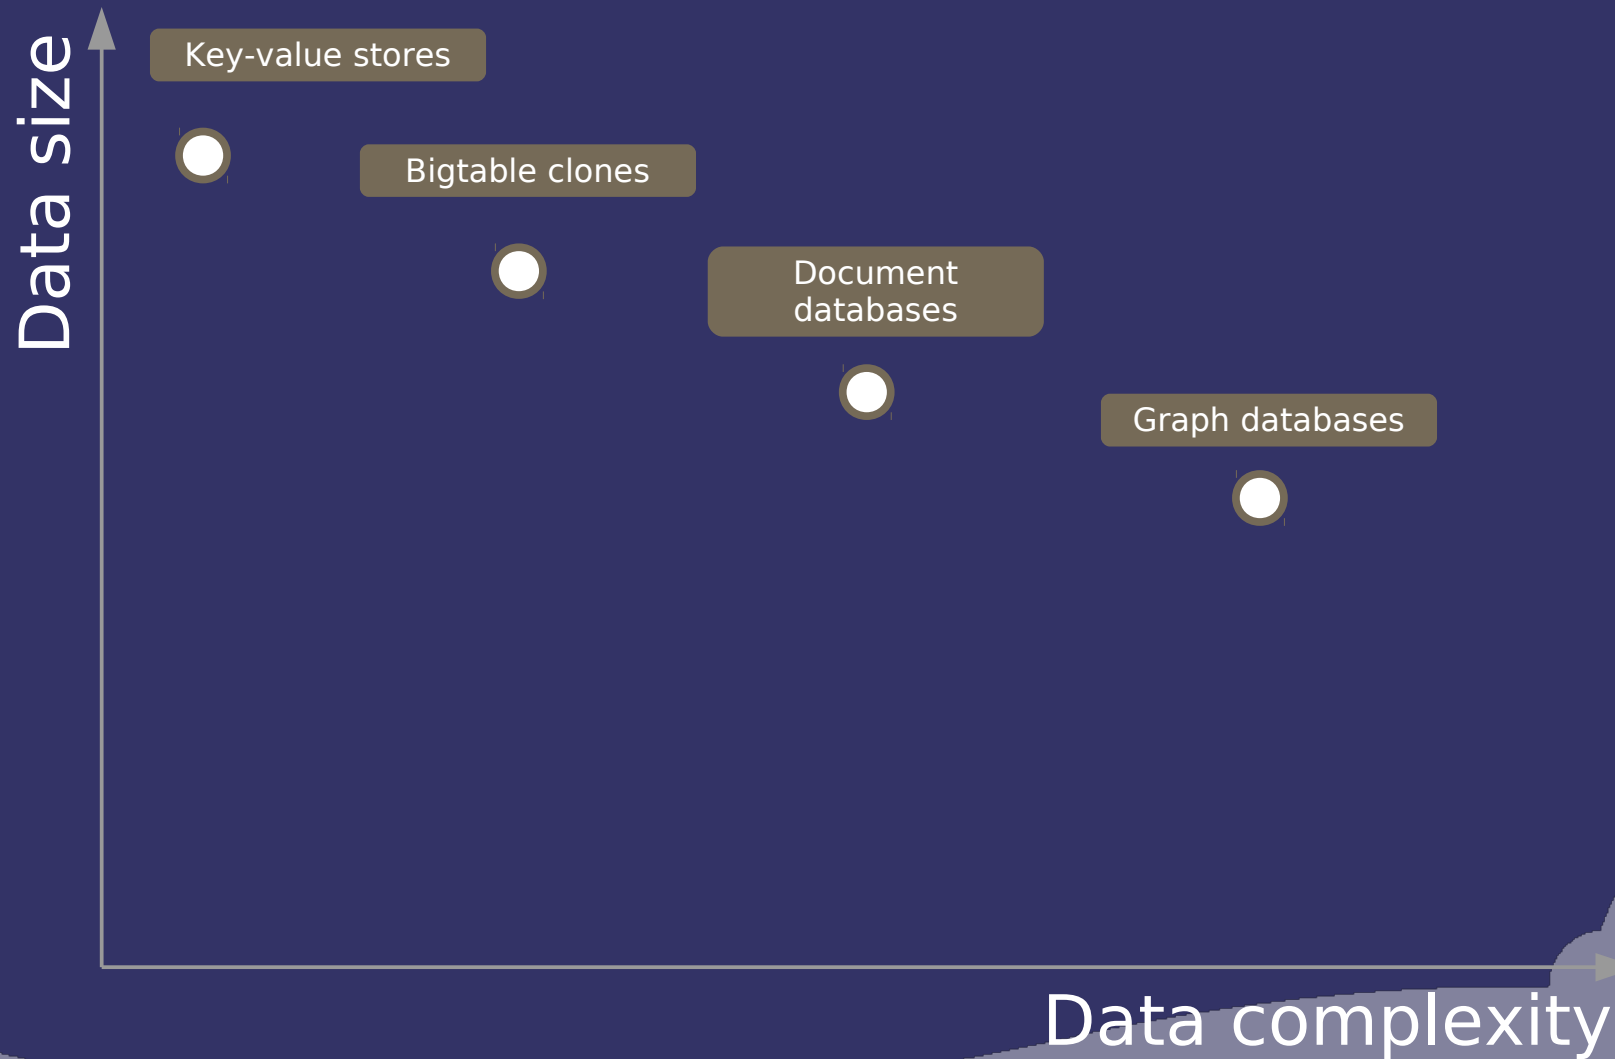 Data size
Key-value stores
Bigtable clones
Document
databases
Graph databases
Data complexity